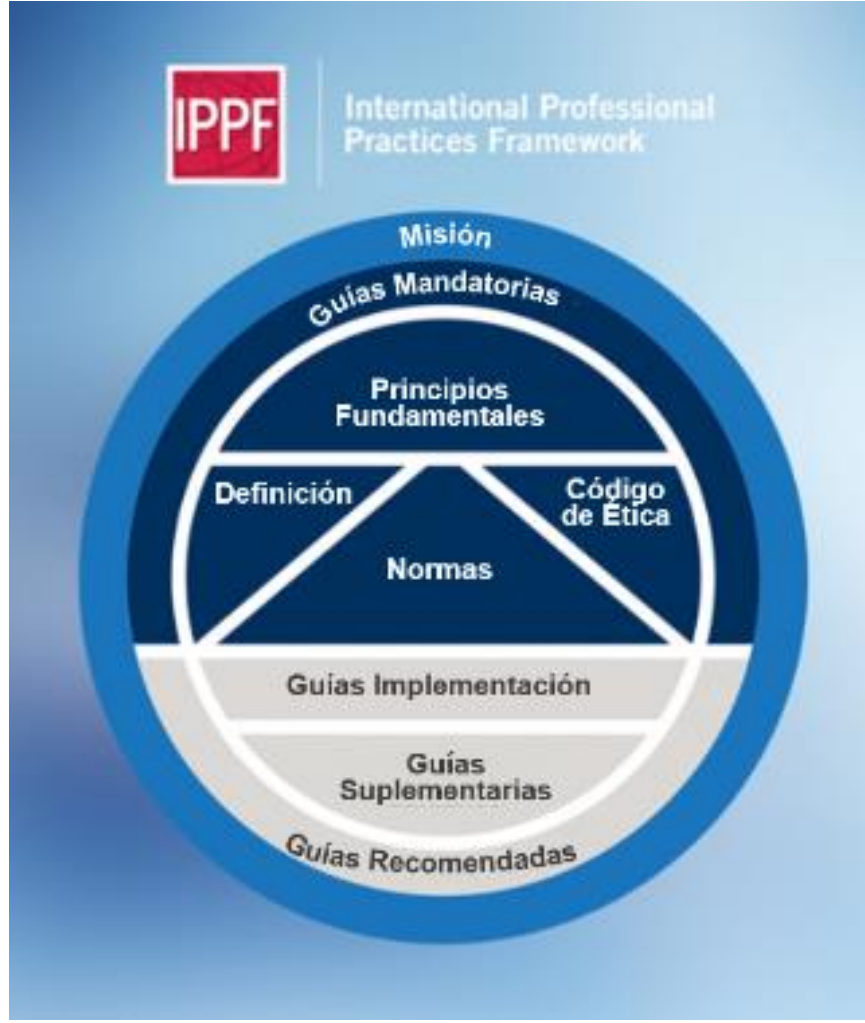 IPPF
International Professional
Practices Framework
Misión
Guías Mandatorias
Principios
Fundamentales
Definición
Código
de Ética
Normas
Guías Implementación
Guías
Suplementarias
Guías Recomendadas